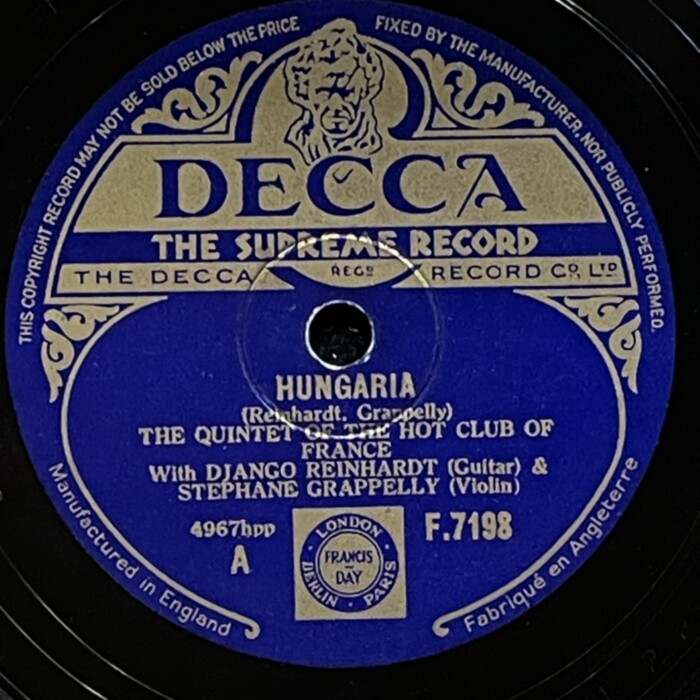 THIS COPYRIGHT RECORD MAY NOT BE SOLD BELOW THE PRICE FIXED BY THE MANUFACTURER, NOR PUBLICLY PERFORMED.
DECCA
THE SUPREME RECORD
THE DECCA REGD RECORD CO, LTD
HUNGARIA
(Reinhardt, Grappelly)
THE QUINTET OF THE HOT CLUB OF
FRANCE
With DJANGO REINHARDT (Guitar) &
STEPHANE GRAPPELLY (Violin)
4967hpp F.7198
A
LONDON
FRANCIS
DAY
BERLIN · PARIS
Manufactured in England
Fabriqué en Angleterre